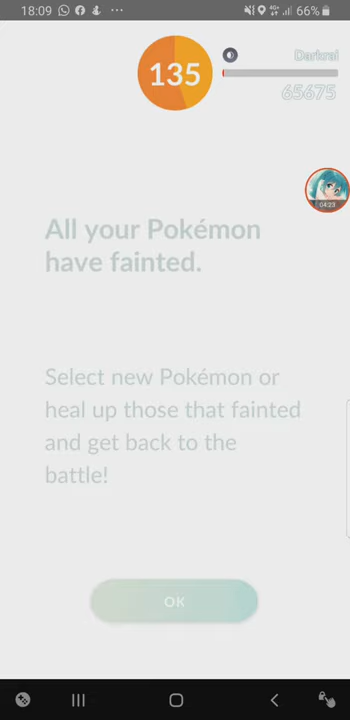 18:09
4G+
66%
135
Darkrai
65675
04:23
All your Pokémon
have fainted.
Select new Pokémon or
heal up those that fainted
and get back to the
battle!
OK